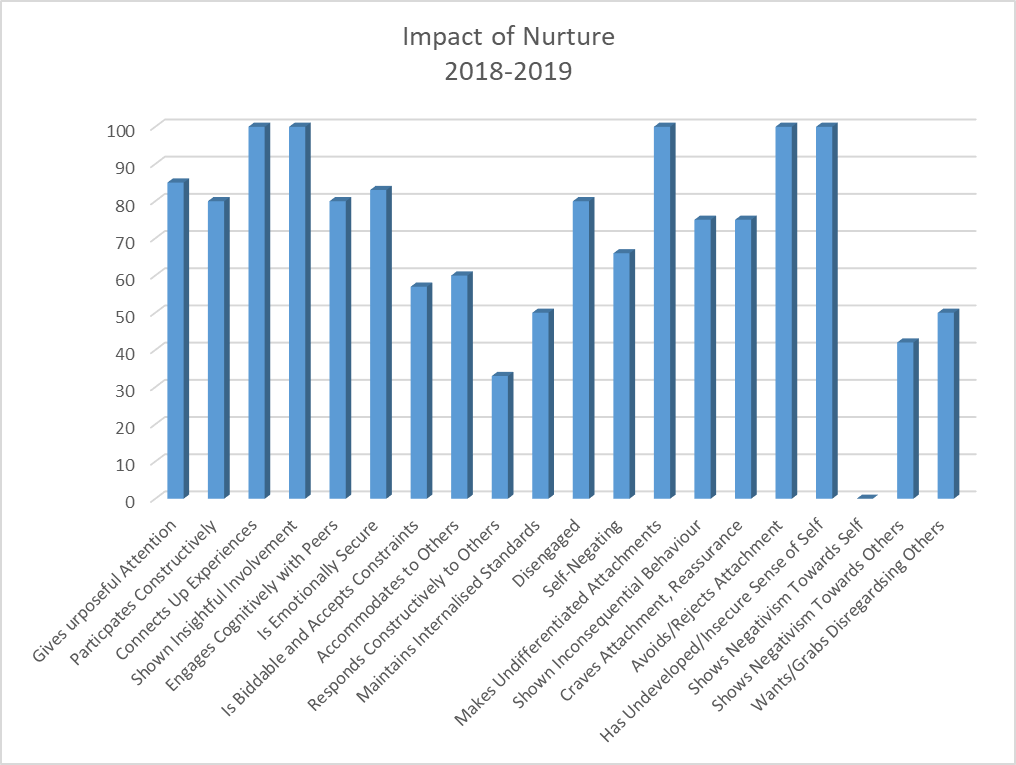 Impact of Nurture
2018-2019
100
90
80
70
60
50
40
30
20
10
0
Gives urposeful Attention
Particpates Constructively
Connects Up Experiences
Shown Insightful Involvement
Engages Cognitively with Peers
Is Emotionally Secure
Is Biddable and Accepts Constraints
Accommodates to Others
Responds Constructively to Others
Maintains Internalised Standards
Disengaged
Self-Negating
Makes Undifferentiated Attachments
Shown Inconsequential Behaviour
Craves Attachment, Reassurance
Avoids/Rejects Attachment
Has Undeveloped/Insecure Sense of Self
Shows Negativism Towards Self
Shows Negativism Towards Others
Wants/Grabs Disregardsing Others